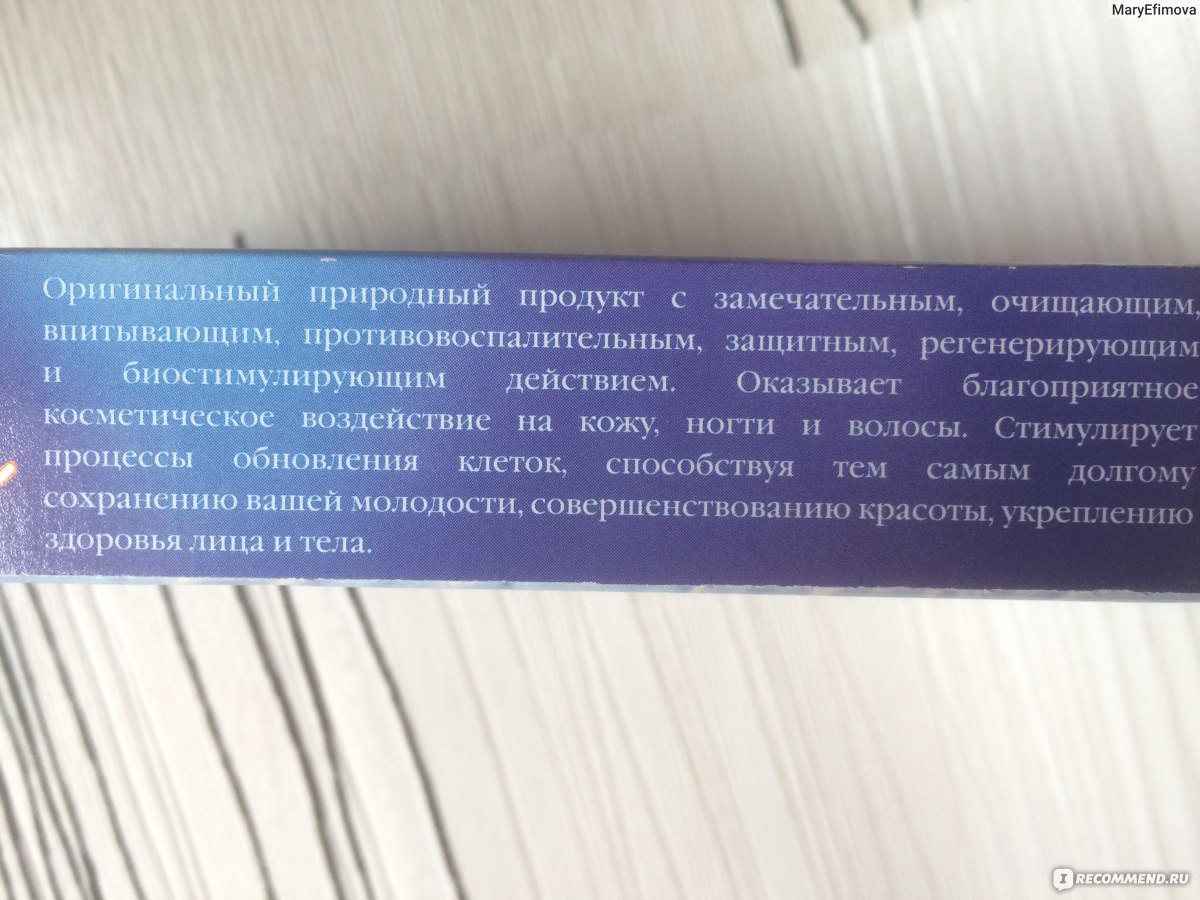 MaryEfimova
Оригинальный природный продукт с замечательным, очищающим,
впитывающим, противовоспалительным, защитным, регенерирующим
и биостимулирующим действием. Оказывает благоприятное
косметическое воздействие на кожу, ногти и волосы. Стимулирует
процессы обновления клеток, способствуя тем самым долгому
сохранению вашей молодости, совершенствованию красоты, укреплению
здоровья лица и тела.
IRECOMMEND.RU